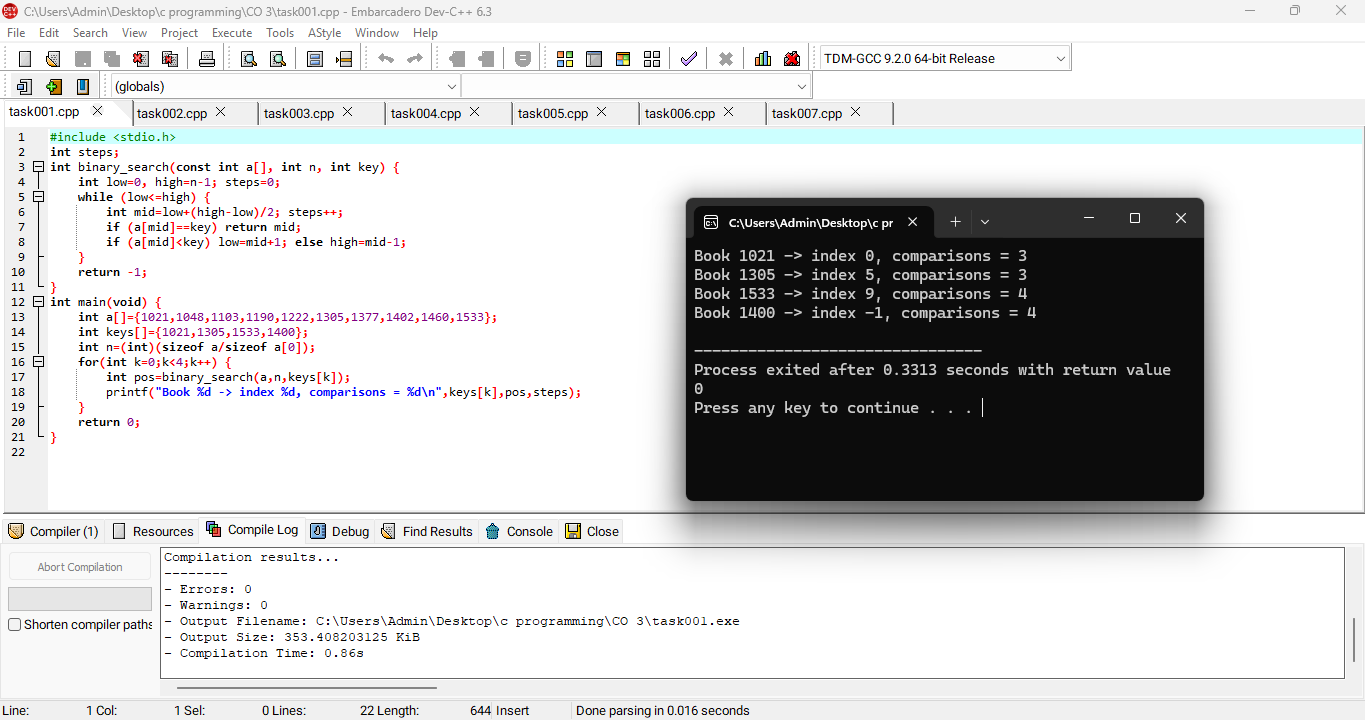 C:\Users\Admin\Desktop\c programming\CO 3\task001.cpp - Embarcadero Dev-C++ 6.3
File Edit Search View Project Execute Tools AStyle Window Help
TDM-GCC 9.2.0 64-bit Release
(globals)
task001.cpp task002.cpp task003.cpp task004.cpp task005.cpp task006.cpp task007.cpp
1 #include <stdio.h>
2 int steps;
3 int binary_search(const int a[], int n, int key) {
4 int low=0, high=n-1; steps=0;
5 while (low<=high) {
6 int mid=low+(high-low)/2; steps++;
7 if (a[mid]==key) return mid;
8 if (a[mid]<key) low=mid+1; else high=mid-1;
9 }
10 return -1;
11 }
12 int main(void) {
13 int a[]={1021,1048,1103,1190,1222,1305,1377,1402,1460,1533};
14 int keys[]={1021,1305,1533,1400};
15 int n=(int)(sizeof a/sizeof a[0]);
16 for(int k=0;k<4;k++) {
17 int pos=binary_search(a,n,keys[k]);
18 printf("Book %d -> index %d, comparisons = %d\n",keys[k],pos,steps);
19 }
20 return 0;
21 }
22
C:\Users\Admin\Desktop\c pr
Book 1021 -> index 0, comparisons = 3
Book 1305 -> index 5, comparisons = 3
Book 1533 -> index 9, comparisons = 4
Book 1400 -> index -1, comparisons = 4
--------------------------------
Process exited after 0.3313 seconds with return value
0
Press any key to continue . . .
Compiler (1) Resources Compile Log Debug Find Results Console Close
Abort Compilation
Shorten compiler paths
Compilation results...
--------
- Errors: 0
- Warnings: 0
- Output Filename: C:\Users\Admin\Desktop\c programming\CO 3\task001.exe
- Output Size: 353.408203125 KiB
- Compilation Time: 0.86s
Line: 1 Col: 1 Sel: 0 Lines: 22 Length: 644 Insert Done parsing in 0.016 seconds